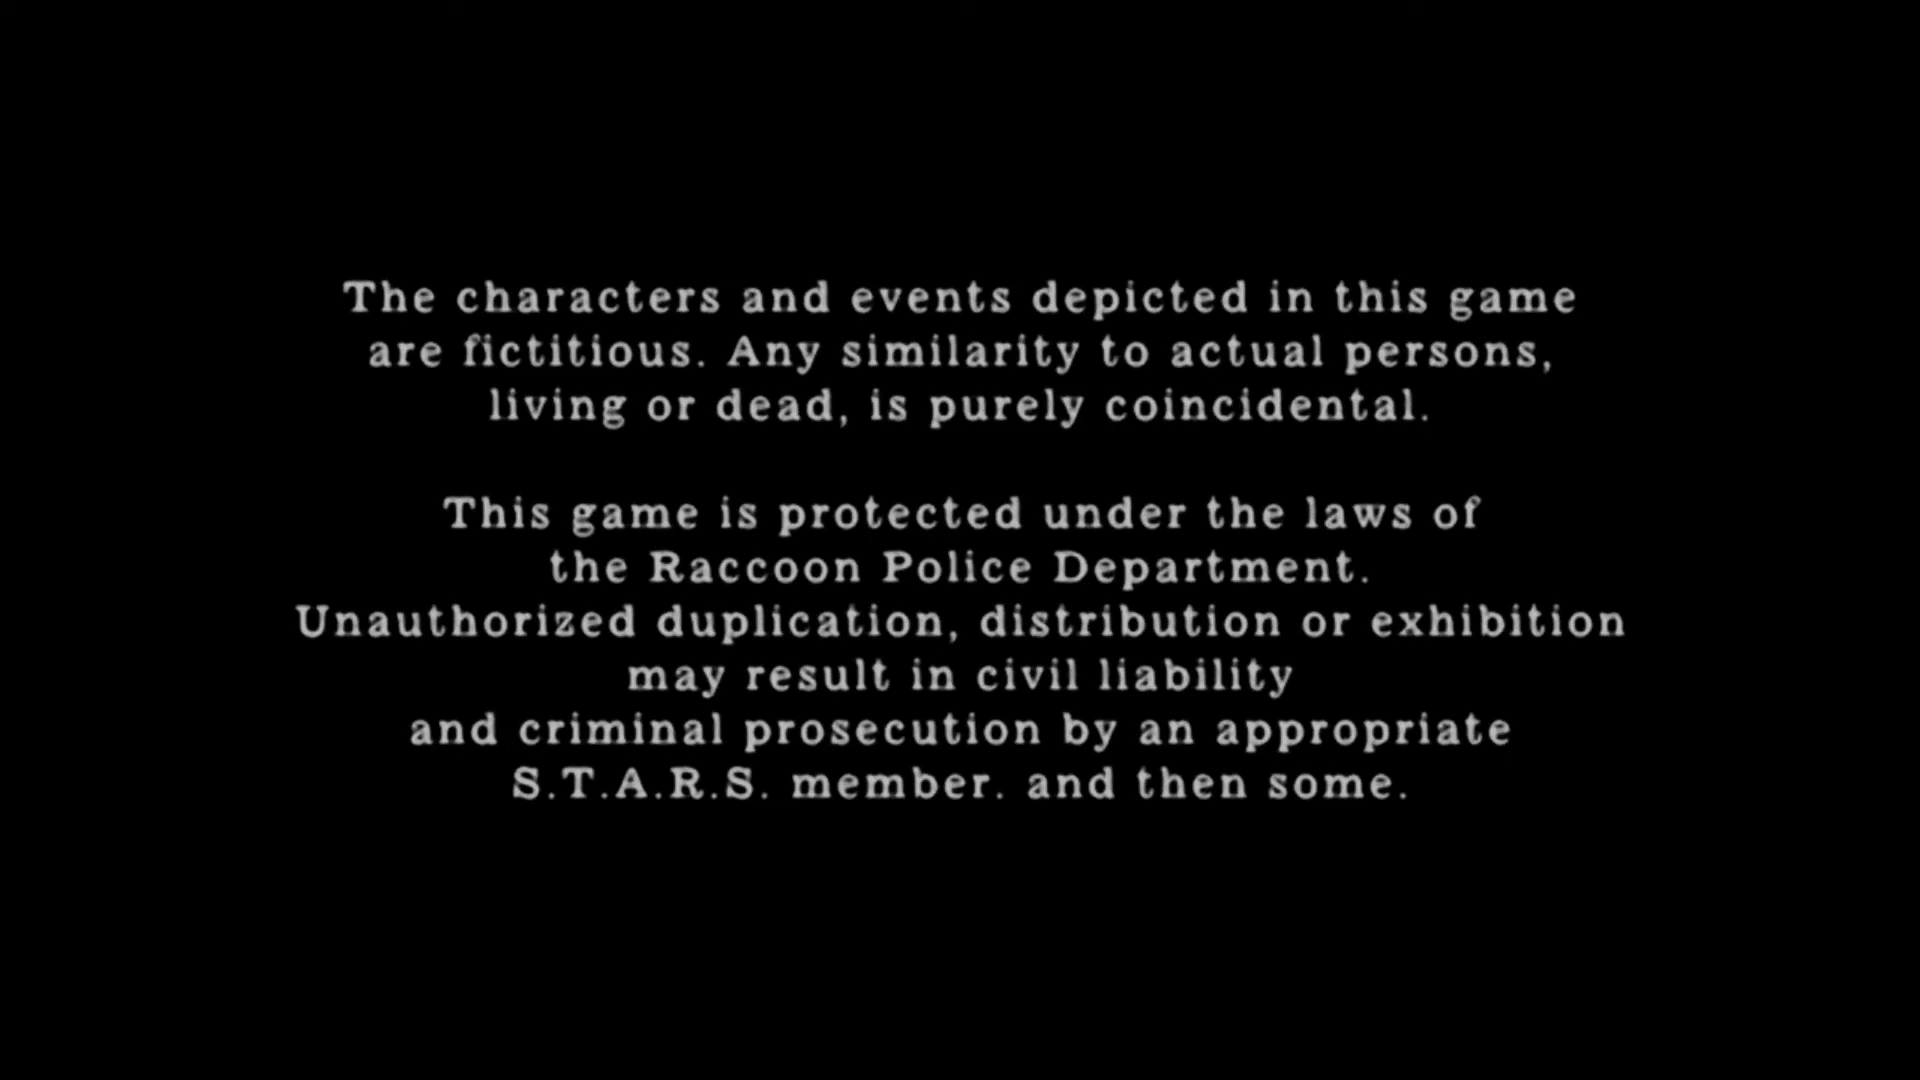 The characters and events depicted in this game
are fictitious. Any similarity to actual persons,
living or dead, is purely coincidental.
This game is protected under the laws of
the Raccoon Police Department.
Unauthorized duplication, distribution or exhibition
may result in civil liability
and criminal prosecution by an appropriate
S.T.A.R.S. member. and then some.